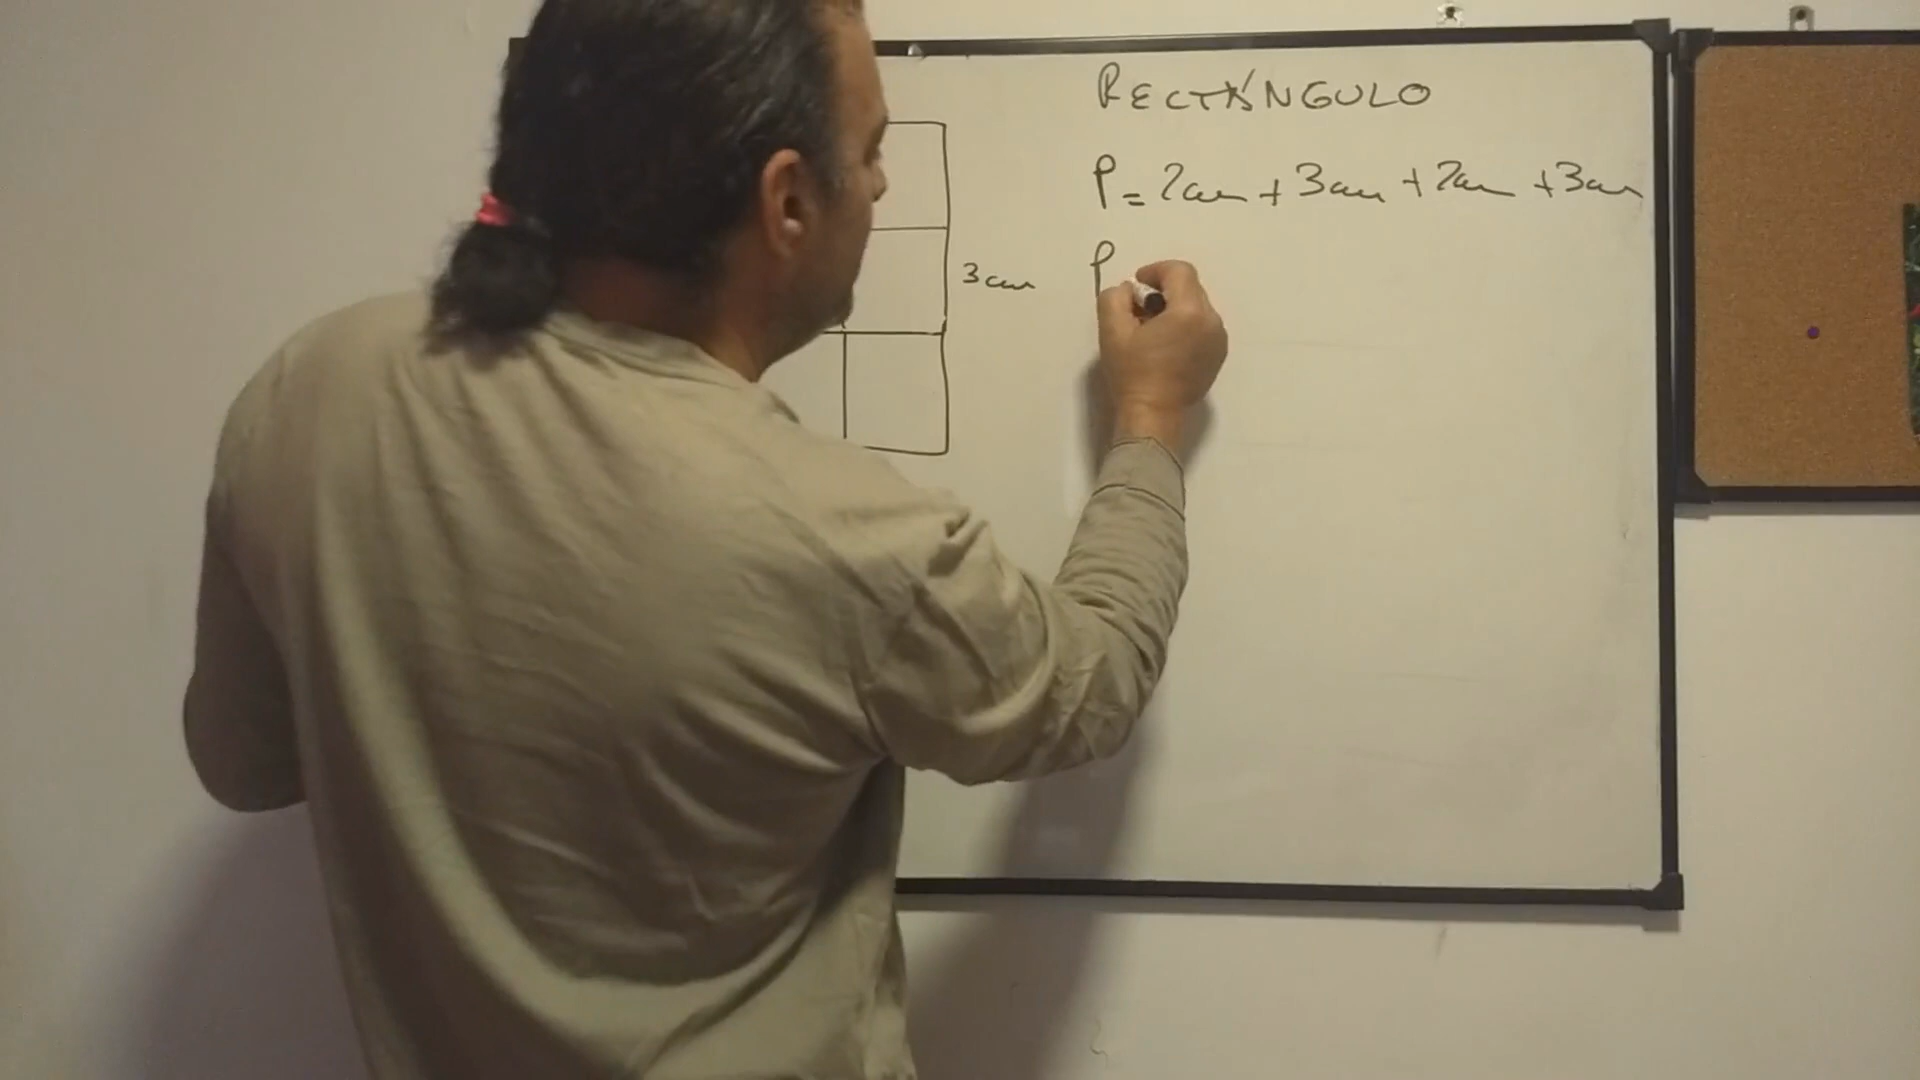 RECTÁNGULO
P = 2cm + 3cm + 2cm + 3cm
3cm
P